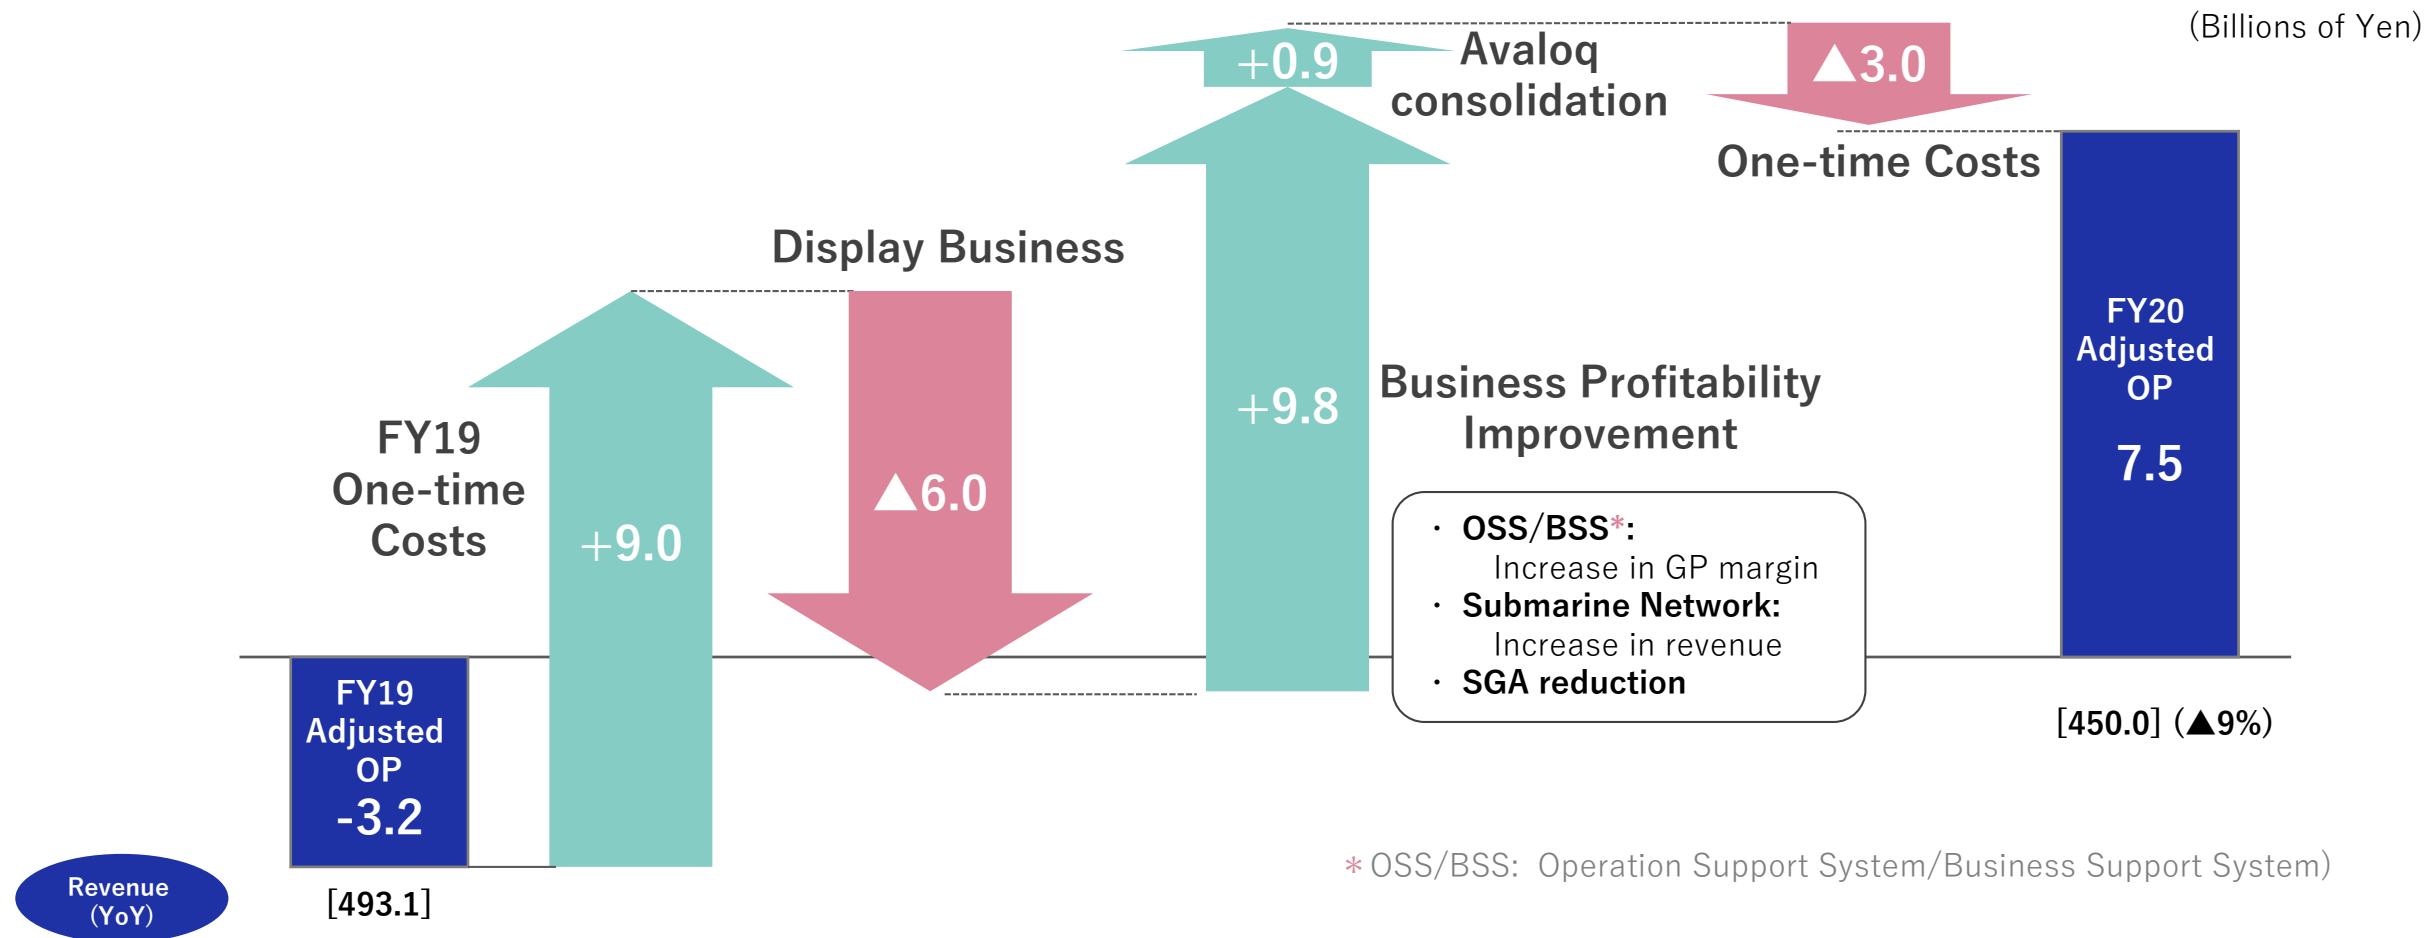 (Billions of Yen)
+0.9
Avaloq
consolidation
▲3.0
One-time Costs
Display Business
FY19
One-time
Costs
+9.0
▲6.0
+9.8
Business Profitability
Improvement
・ OSS/BSS*:
Increase in GP margin
・ Submarine Network:
Increase in revenue
・ SGA reduction
FY20
Adjusted
OP
7.5
FY19
Adjusted
OP
-3.2
[450.0] (▲9%)
Revenue
(YoY)
[493.1]
*OSS/BSS: Operation Support System/Business Support System)